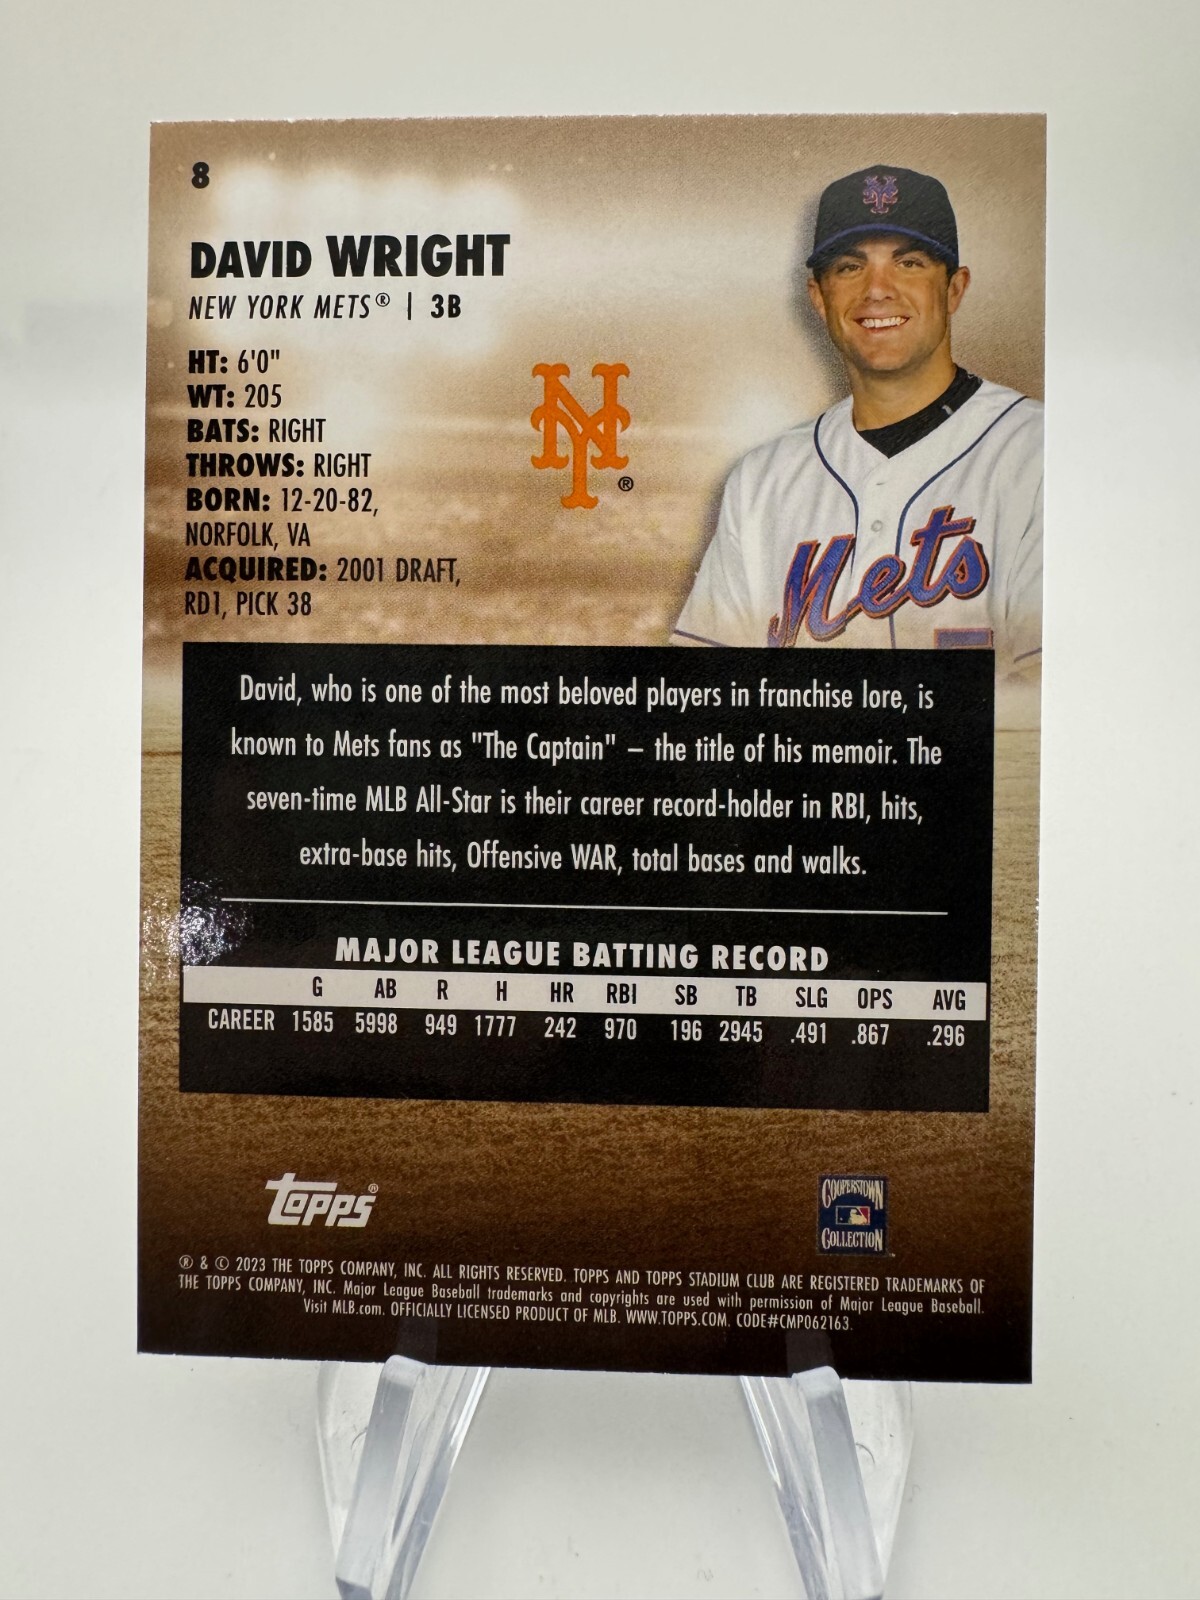 8
DAVID WRIGHT
NEW YORK METS® | 3B
HT: 6'0"
WT: 205
BATS: RIGHT
THROWS: RIGHT
BORN: 12-20-82,
NORFOLK, VA
ACQUIRED: 2001 DRAFT,
RD1, PICK 38
NY
®
NY
Mets
David, who is one of the most beloved players in franchise lore, is
known to Mets fans as "The Captain" – the title of his memoir. The
seven-time MLB All-Star is their career record-holder in RBI, hits,
extra-base hits, Offensive WAR, total bases and walks.
MAJOR LEAGUE BATTING RECORD
G AB R H HR RBI SB TB SLG OPS AVG
CAREER 1585 5998 949 1777 242 970 196 2945 .491 .867 .296
Topps®
COOPERSTOWN
COLLECTION
® & © 2023 THE TOPPS COMPANY, INC. ALL RIGHTS RESERVED. TOPPS AND TOPPS STADIUM CLUB ARE REGISTERED TRADEMARKS OF
THE TOPPS COMPANY, INC. Major League Baseball trademarks and copyrights are used with permission of Major League Baseball.
Visit MLB.com. OFFICIALLY LICENSED PRODUCT OF MLB. WWW.TOPPS.COM. CODE#CMP062163.